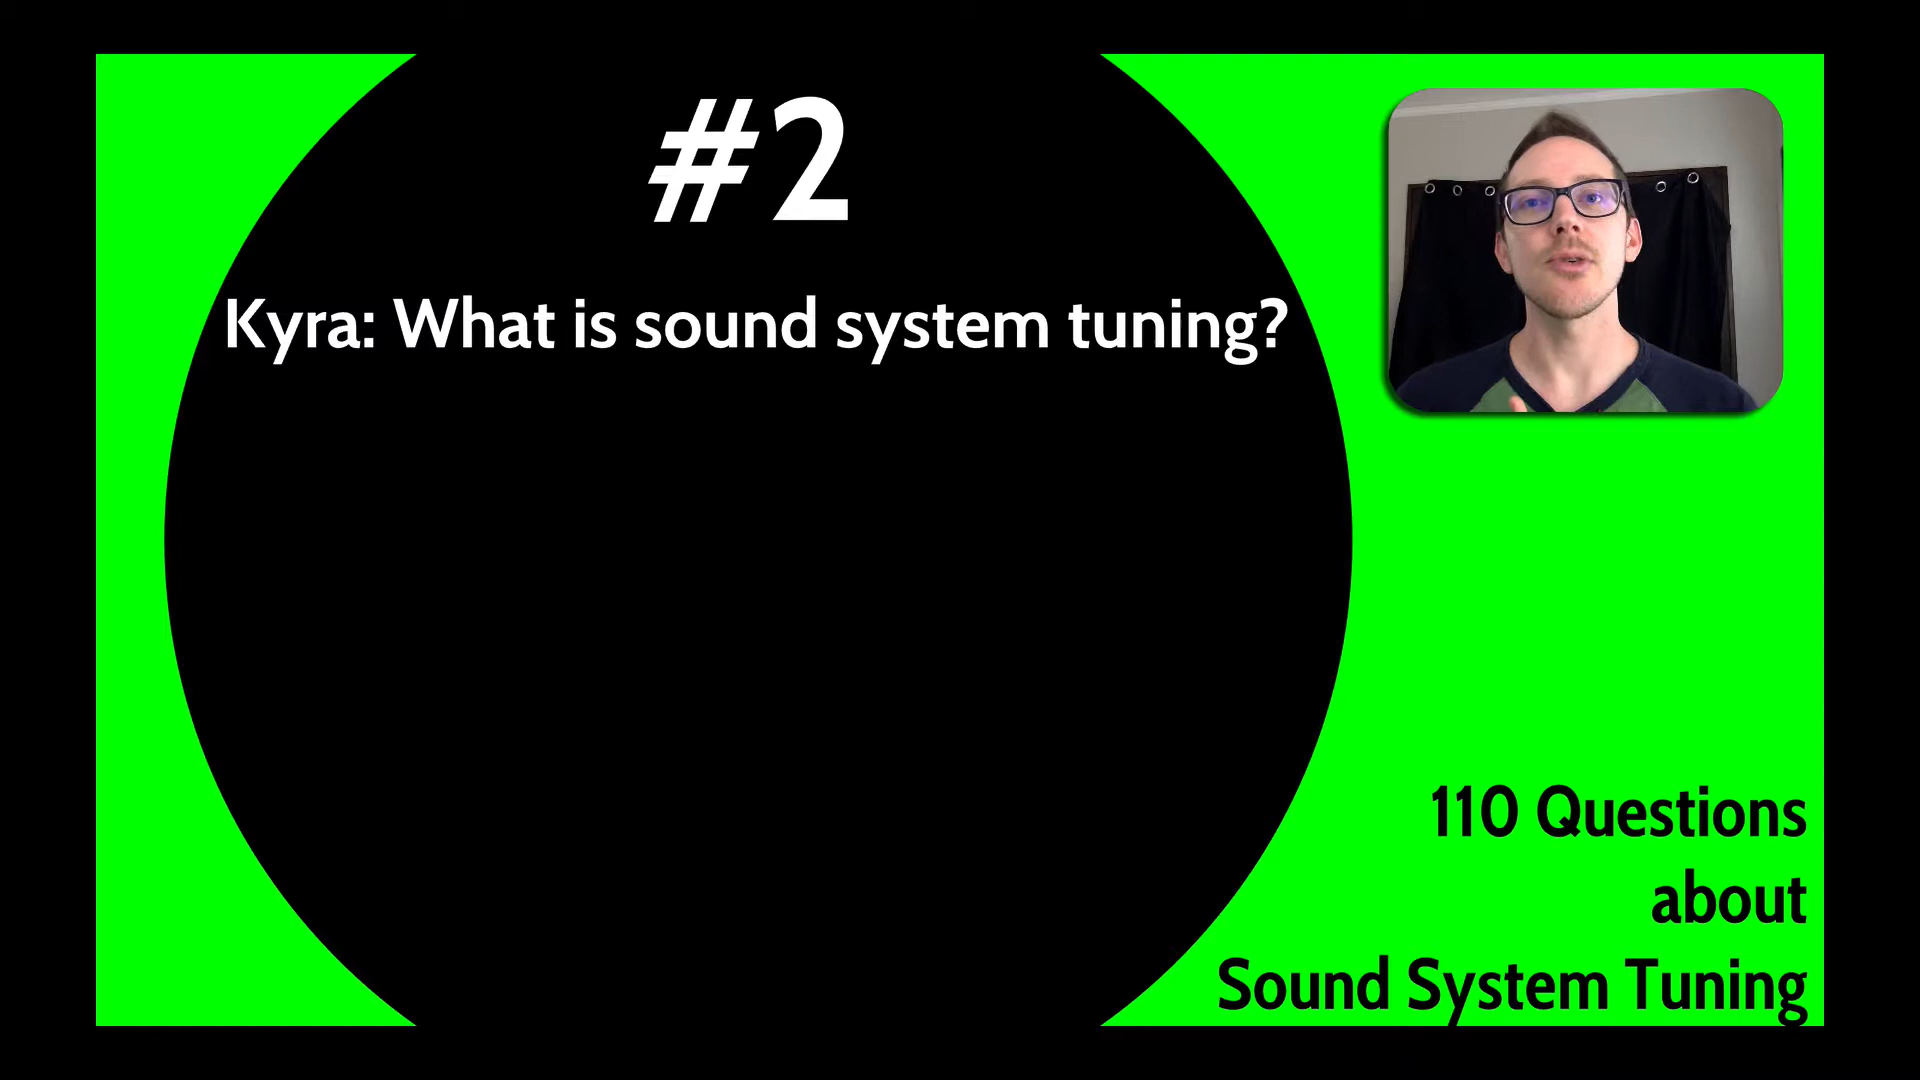 #2
Kyra: What is sound system tuning?
110 Questions
about
Sound System Tuning